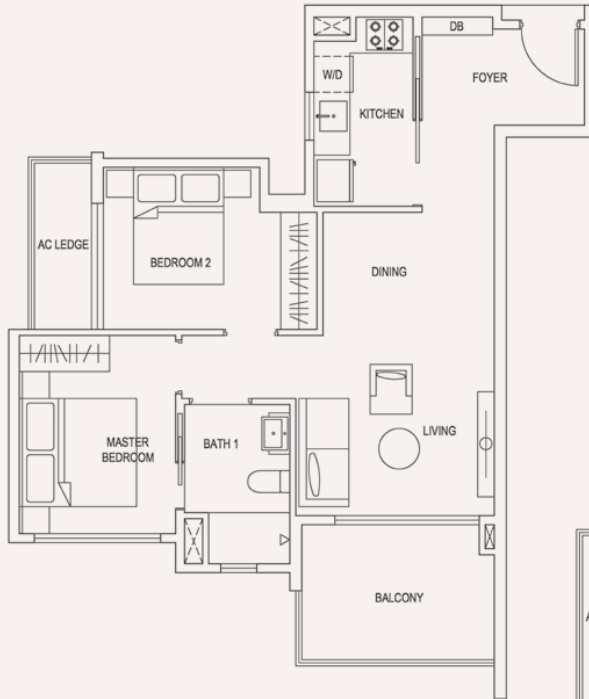 DB
FOYER
W/D
KITCHEN
AC LEDGE
BEDROOM 2
DINING
MASTER
BEDROOM
BATH 1
LIVING
BALCONY
A